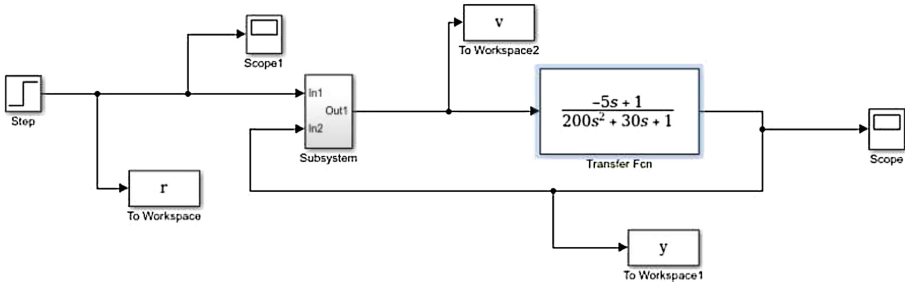 v
To Workspace2
Scope1
Step
In1
Out1
In2
Subsystem
-5s + 1
200s² + 30s + 1
Transfer Fcn
Scope
r
To Workspace
y
To Workspace1